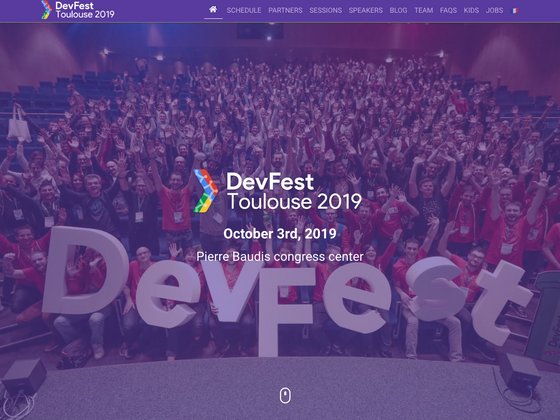 DevFest
Toulouse 2019
SCHEDULE PARTNERS SESSIONS SPEAKERS BLOG TEAM FAQS KIDS JOBS
DevFest
Toulouse 2019
October 3rd, 2019
Pierre Baudis congress center
DevFest